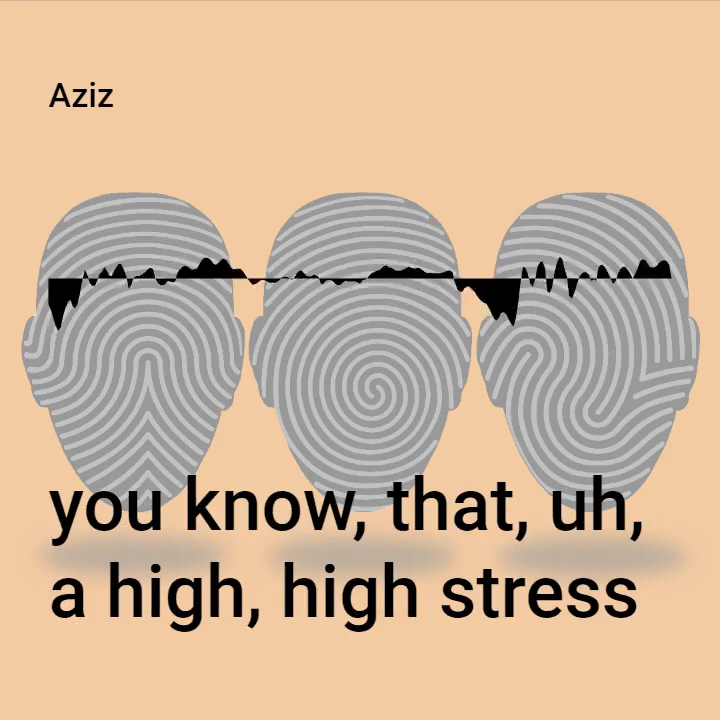 Aziz
you know, that, uh,
a high, high stress